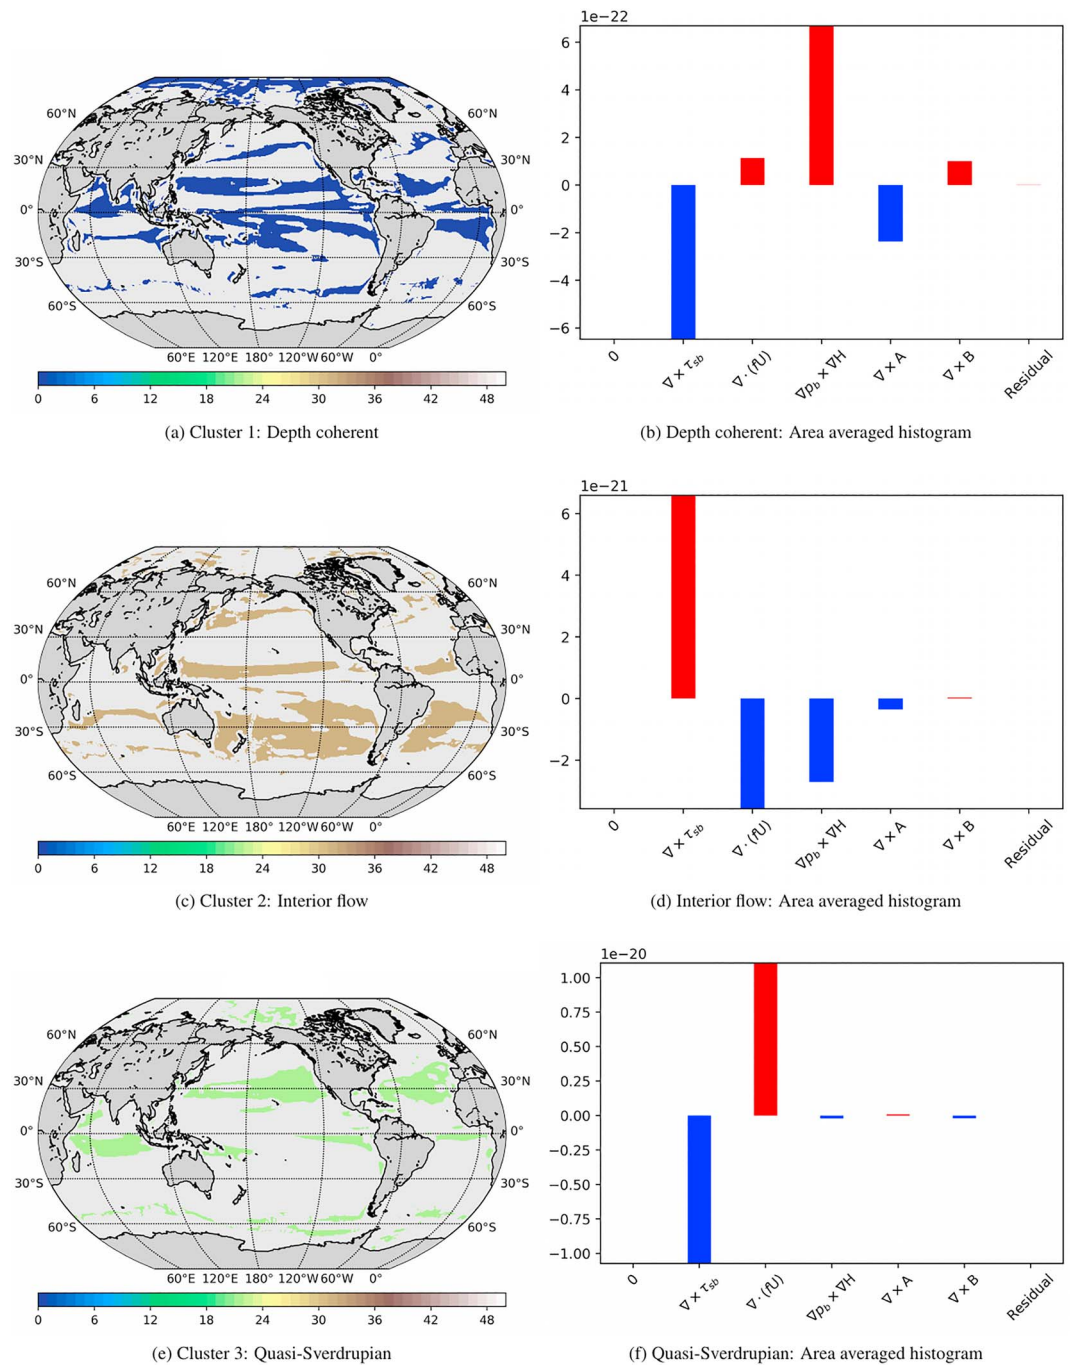 1e−22
6
4
2
0
−2
−4
−6
60°N
30°N
0°
30°S
60°S
60°N
30°N
0°
30°S
60°S
60°E 120°E 180° 120°W 60°W 0°
0 6 12 18 24 30 36 42 48
0 ∇ × τsb ∇ · (fU) ∇pb × ∇H ∇ × A ∇ × B Residual
(a) Cluster 1: Depth coherent
(b) Depth coherent: Area averaged histogram
1e−21
6
4
2
0
−2
60°N
30°N
0°
30°S
60°S
60°N
30°N
0°
30°S
60°S
60°E 120°E 180° 120°W 60°W 0°
0 6 12 18 24 30 36 42 48
0 ∇ × τsb ∇ · (fU) ∇pb × ∇H ∇ × A ∇ × B Residual
(c) Cluster 2: Interior flow
(d) Interior flow: Area averaged histogram
1e−20
1.00
0.75
0.50
0.25
0.00
−0.25
−0.50
−0.75
−1.00
60°N
30°N
0°
30°S
60°S
60°N
30°N
0°
30°S
60°S
60°E 120°E 180° 120°W 60°W 0°
0 6 12 18 24 30 36 42 48
0 ∇ × τsb ∇ · (fU) ∇pb × ∇H ∇ × A ∇ × B Residual
(e) Cluster 3: Quasi-Sverdrupian
(f) Quasi-Sverdrupian: Area averaged histogram